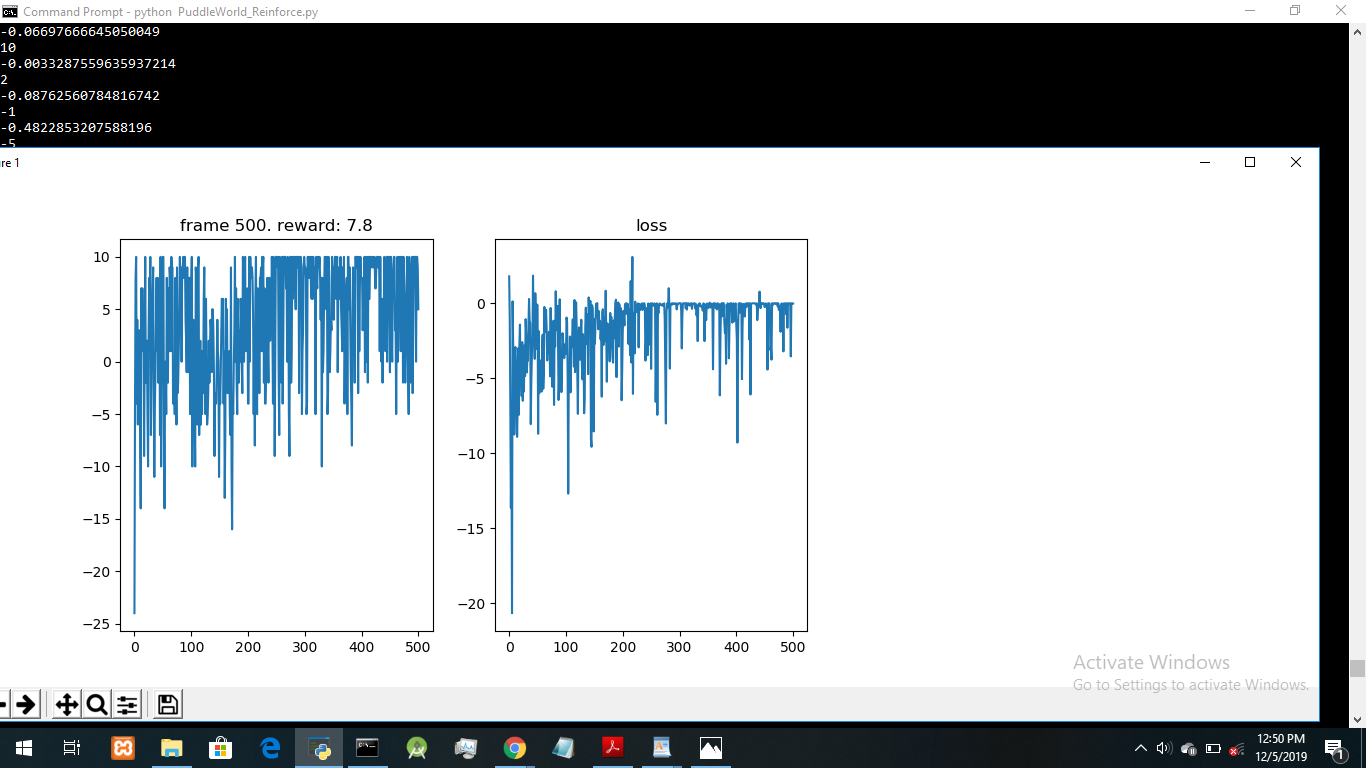 Command Prompt - python PuddleWorld_Reinforce.py
-0.06697666645050049
10
-0.0033287559635937214
2
-0.08762560784816742
-1
-0.4822853207588196
-5
re 1
frame 500. reward: 7.8
loss
10
5
0
−5
−10
−15
−20
−25
0 100 200 300 400 500
0
−5
−10
−15
−20
0 100 200 300 400 500
Activate Windows
Go to Settings to activate Windows.
12:50 PM
12/5/2019
1